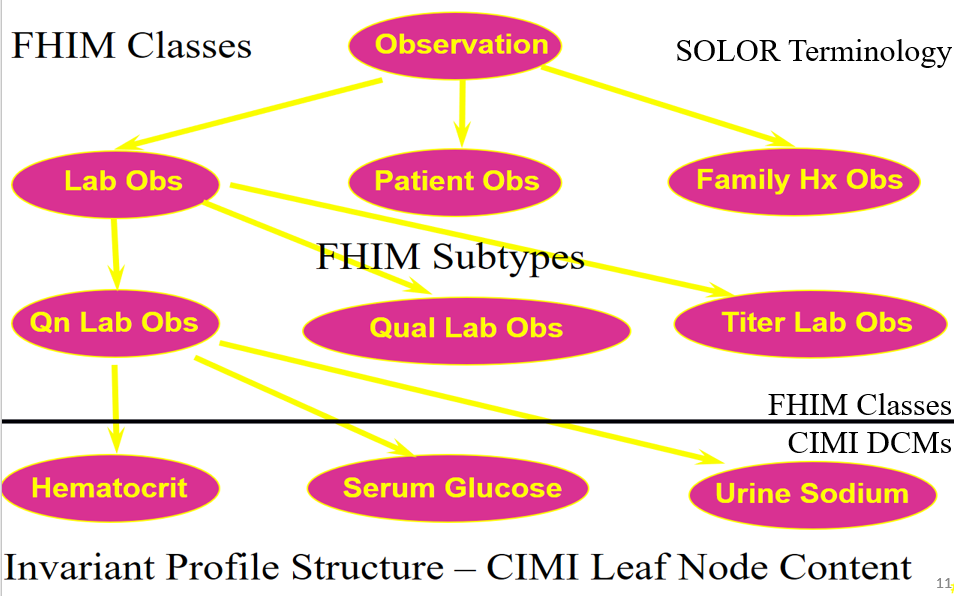 FHIM Classes
Observation
SOLOR Terminology
Lab Obs
Patient Obs
Family Hx Obs
FHIM Subtypes
Qn Lab Obs
Qual Lab Obs
Titer Lab Obs
FHIM Classes
CIMI DCMs
Hematocrit
Serum Glucose
Urine Sodium
Invariant Profile Structure – CIMI Leaf Node Content
11